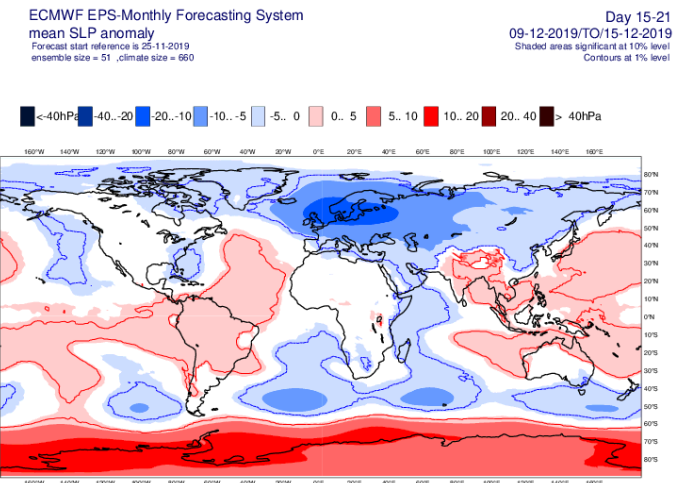 ECMWF EPS-Monthly Forecasting System
mean SLP anomaly
Forecast start reference is 25-11-2019
ensemble size = 51 ,climate size = 660
Day 15-21
09-12-2019/TO/15-12-2019
Shaded areas significant at 10% level
Contours at 1% level
<-40hPa -40..-20 -20..-10 -10.. -5 -5.. 0 0.. 5 5.. 10 10.. 20 20.. 40 > 40hPa
160°W 140°W 120°W 100°W 80°W 60°W 40°W 20°W 0°E 20°E 40°E 60°E 80°E 100°E 120°E 140°E 160°E
80°N
70°N
60°N
50°N
40°N
30°N
20°N
10°N
0°N
10°S
20°S
30°S
40°S
50°S
60°S
70°S
80°S